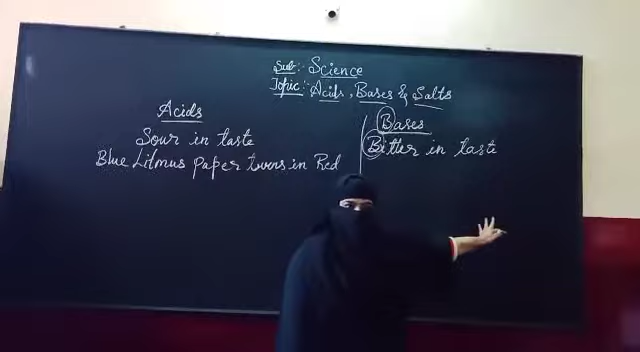 Sub:- Science
Topic:- Acids, Bases & Salts
Acids
Sour in taste
Blue Litmus paper turns in Red
Bases
Bitter in taste